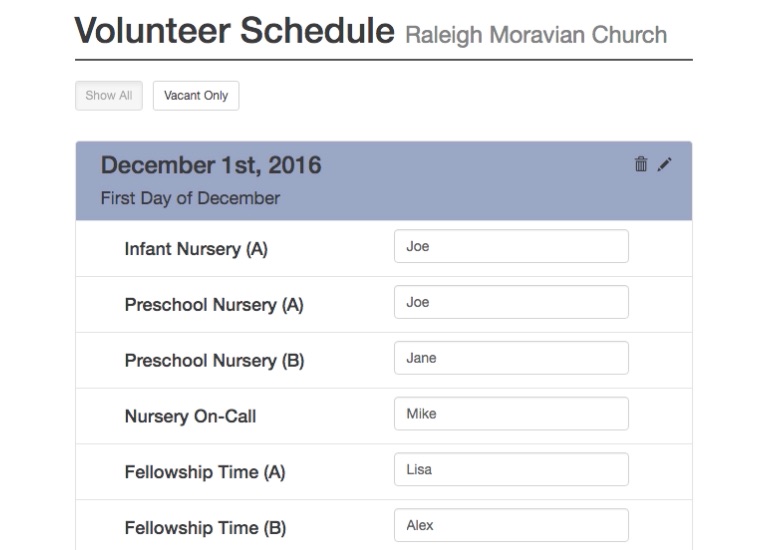 Volunteer Schedule Raleigh Moravian Church
Show All Vacant Only
December 1st, 2016
First Day of December
Infant Nursery (A) Joe
Preschool Nursery (A) Joe
Preschool Nursery (B) Jane
Nursery On-Call Mike
Fellowship Time (A) Lisa
Fellowship Time (B) Alex